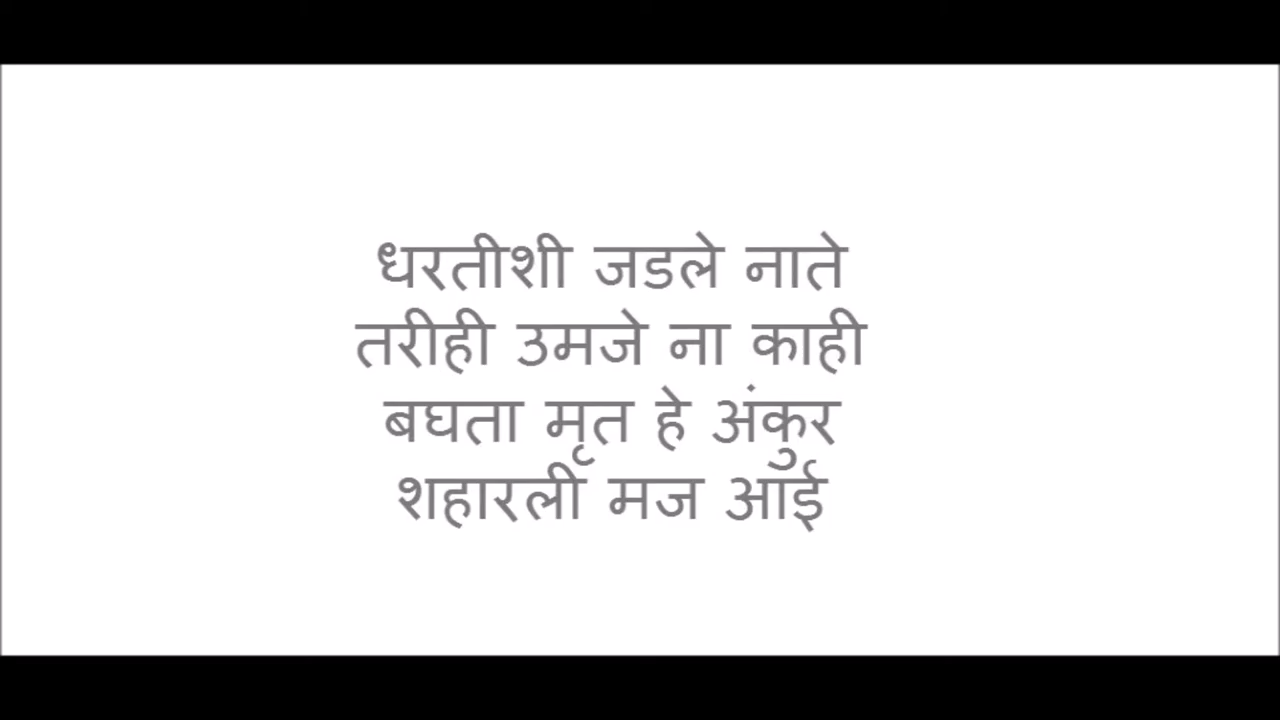 धरतीशी जडले नाते
तरीही उमजे ना काही
बघता मृत हे अंकुर
शहारली मज आई